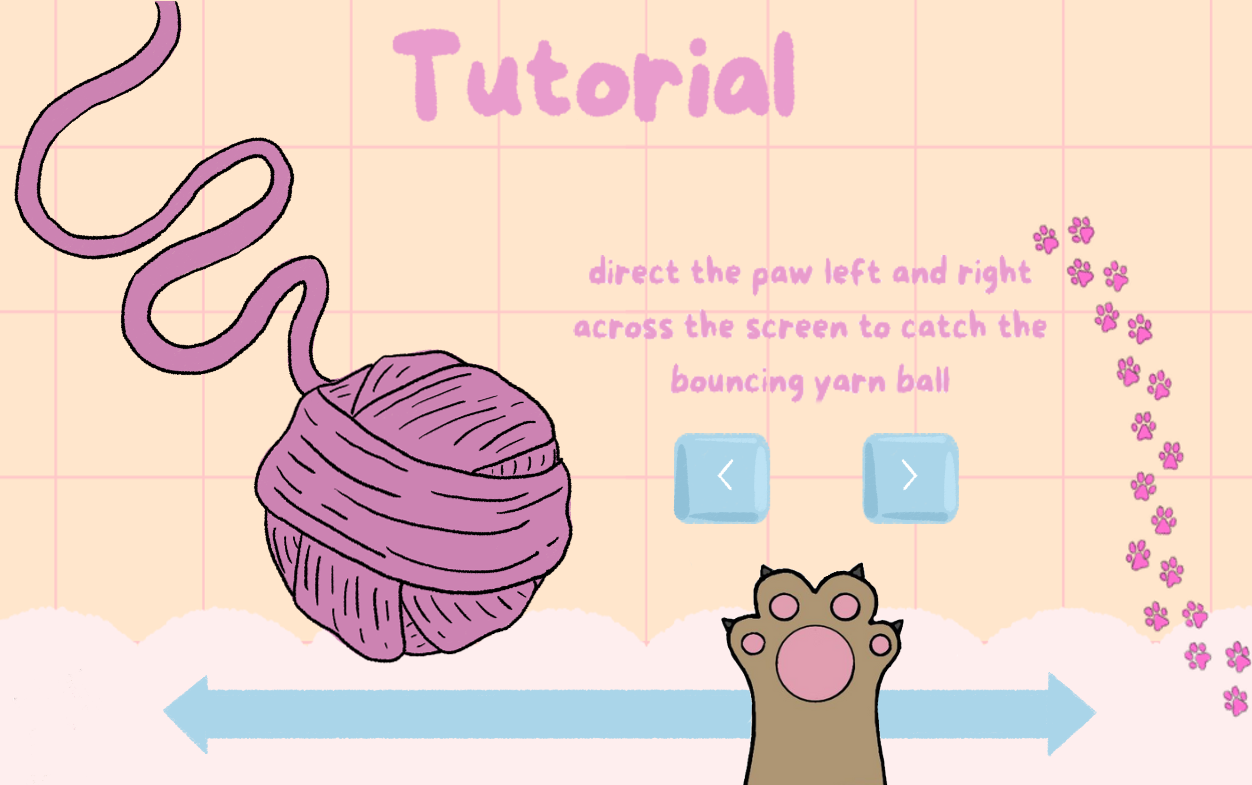 Tutorial
direct the paw left and right
across the screen to catch the
bouncing yarn ball